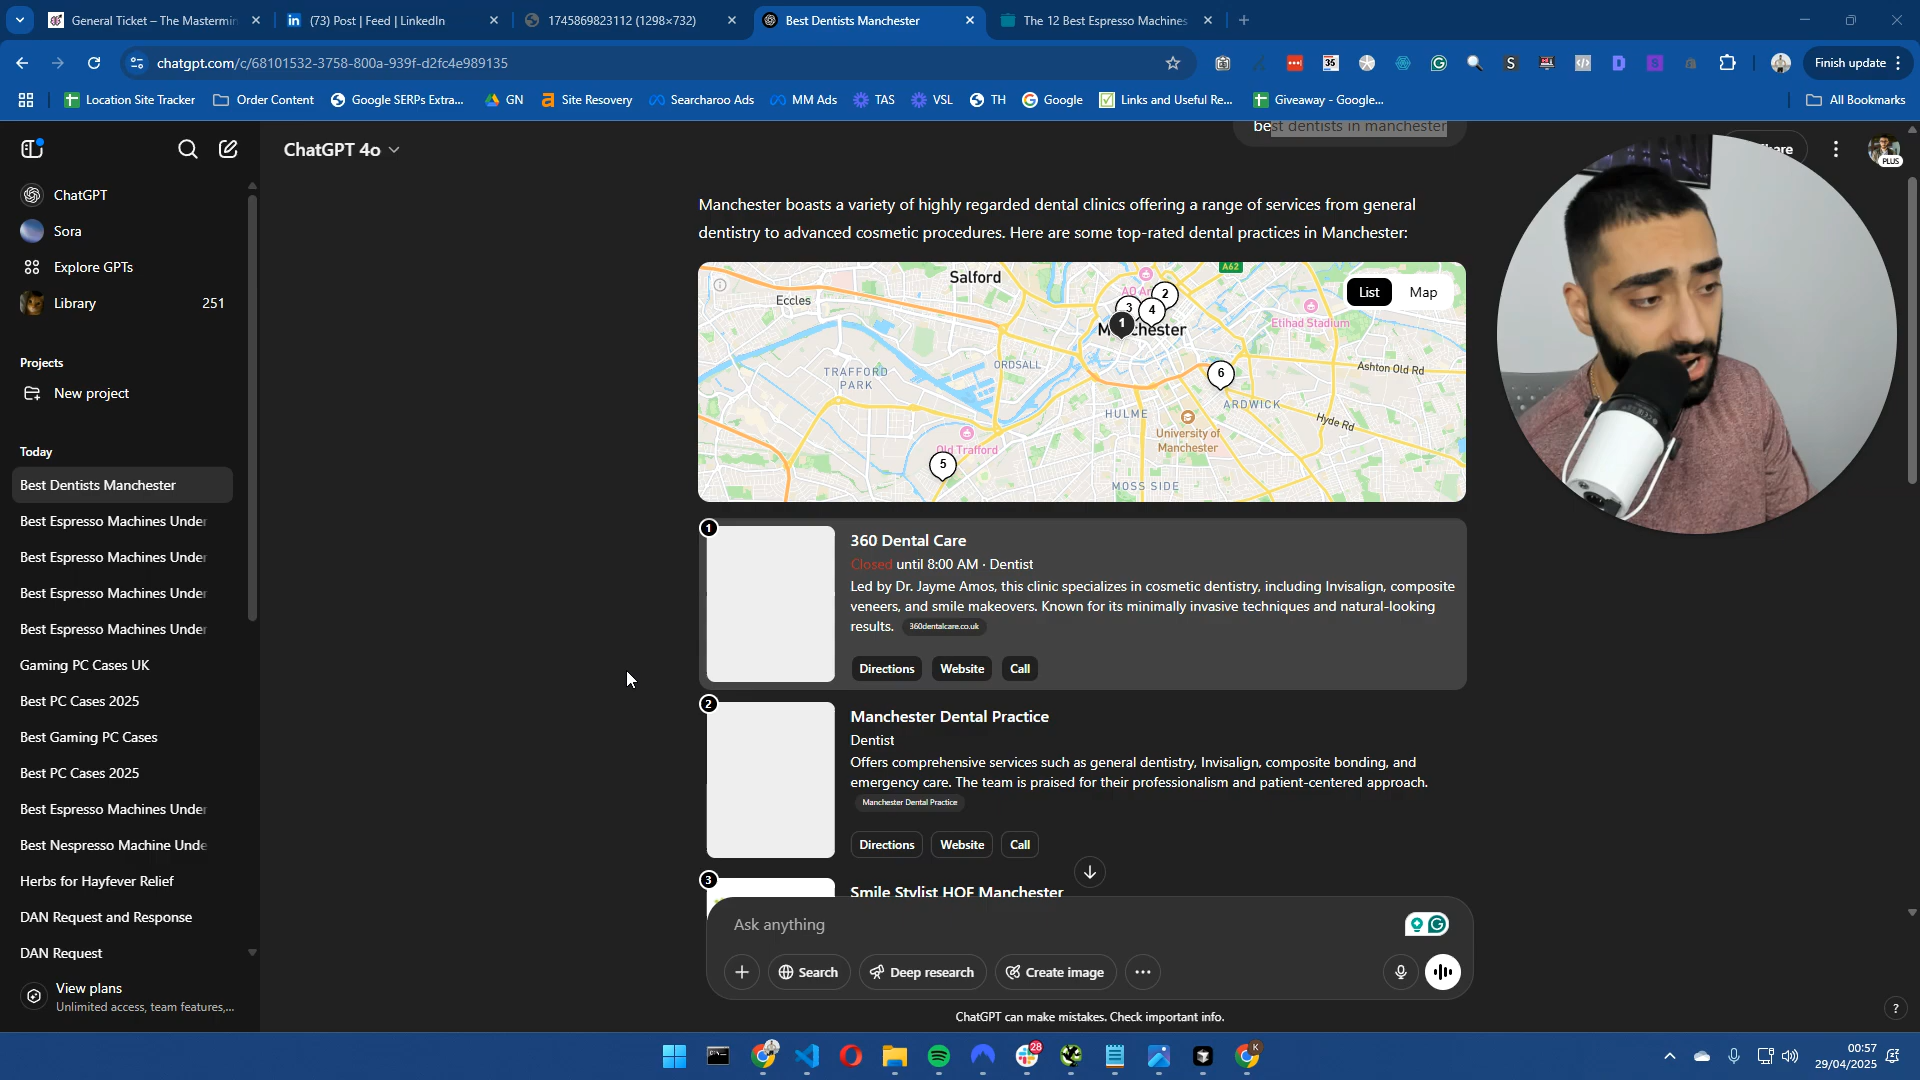 General Ticket – The Mastermin
(73) Post | Feed | LinkedIn
1745869823112 (1298×732)
Best Dentists Manchester
The 12 Best Espresso Machines
chatgpt.com/c/68101532-3758-800a-939f-d2fc4e989135
Finish update
Location Site Tracker
Order Content
Google SERPs Extra...
GN
Site Recovery
Searcharoo Ads
MM Ads
TAS
VSL
TH
Google
Links and Useful Re...
Giveaway - Google...
All Bookmarks
ChatGPT 4o
best dentists in manchester
PLUS
ChatGPT
Sora
Explore GPTs
Library 251
Projects
New project
Today
Best Dentists Manchester
Best Espresso Machines Under
Best Espresso Machines Under
Best Espresso Machines Under
Best Espresso Machines Under
Gaming PC Cases UK
Best PC Cases 2025
Best Gaming PC Cases
Best PC Cases 2025
Best Espresso Machines Under
Best Nespresso Machine Unde
Herbs for Hayfever Relief
DAN Request and Response
DAN Request
View plans
Unlimited access, team features,...
Manchester boasts a variety of highly regarded dental clinics offering a range of services from general
dentistry to advanced cosmetic procedures. Here are some top-rated dental practices in Manchester:
Salford
A62
Eccles
List
Map
2
3
4
1
Etihad Stadium
TRAFFORD
PARK
ORDSALL
Ashton Old Rd
6
ARDWICK
HULME
Hyde Rd
University of
Manchester
Old Trafford
5
MOSS SIDE
1
360 Dental Care
Closed until 8:00 AM · Dentist
Led by Dr. Jayme Amos, this clinic specializes in cosmetic dentistry, including Invisalign, composite
veneers, and smile makeovers. Known for its minimally invasive techniques and natural-looking
results. 360dentalcare.co.uk
Directions
Website
Call
2
Manchester Dental Practice
Dentist
Offers comprehensive services such as general dentistry, Invisalign, composite bonding, and
emergency care. The team is praised for their professionalism and patient-centered approach.
Manchester Dental Practice
Directions
Website
Call
3
Smile Stylist HQF Manchester
Ask anything
Search
Deep research
Create image
ChatGPT can make mistakes. Check important info.
28
00:57
29/04/2025